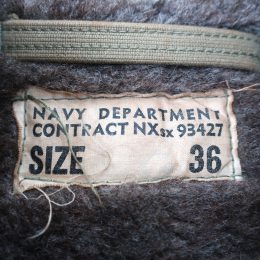 NAVY DEPARTMENT
CONTRACT NXsx 93427
SIZE 36